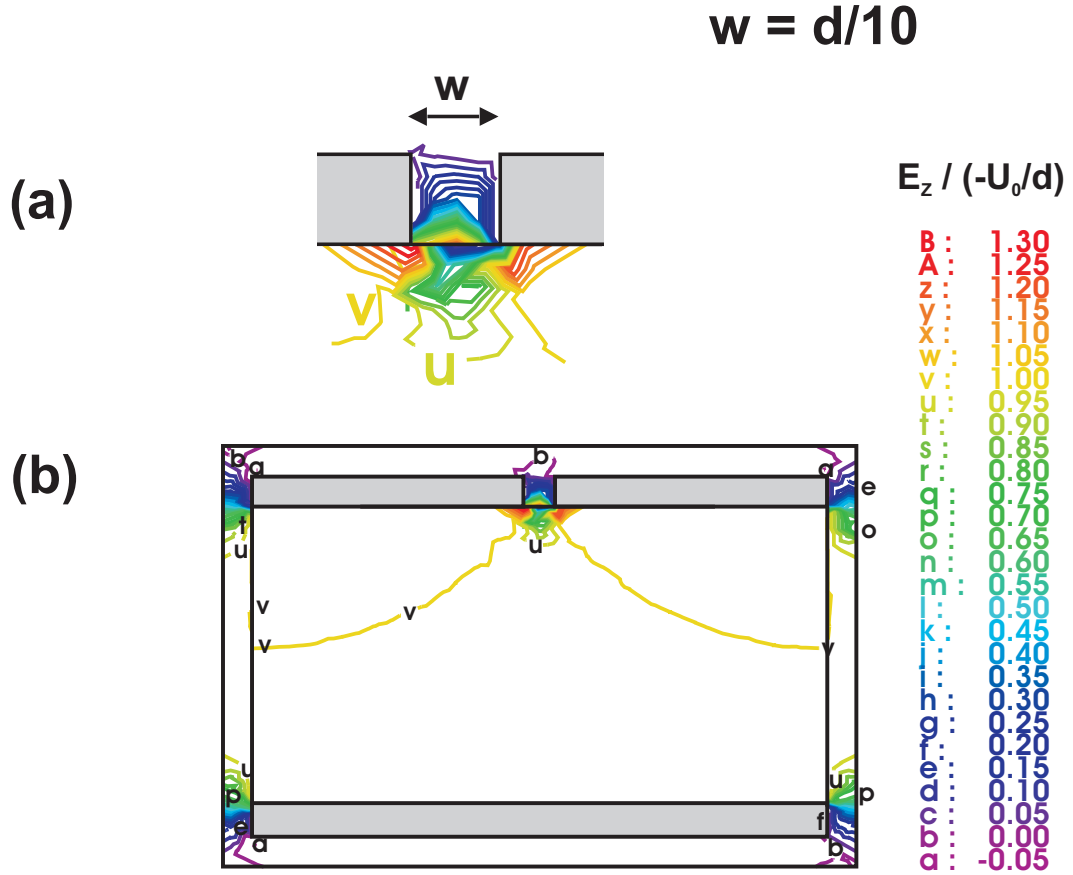 w = d/10
w
(a)
E_z / (-U_0/d)
v
u
B : 1.30
A : 1.25
z : 1.20
y : 1.15
x : 1.10
w : 1.05
v : 1.00
u : 0.95
t : 0.90
s : 0.85
r : 0.80
q : 0.75
p : 0.70
o : 0.65
n : 0.60
m : 0.55
l : 0.50
k : 0.45
j : 0.40
i : 0.35
h : 0.30
g : 0.25
f : 0.20
e : 0.15
d : 0.10
c : 0.05
b : 0.00
a : -0.05
(b)
b a b a
e
t o
u u
v v
v v
u u
p p
e f
a b